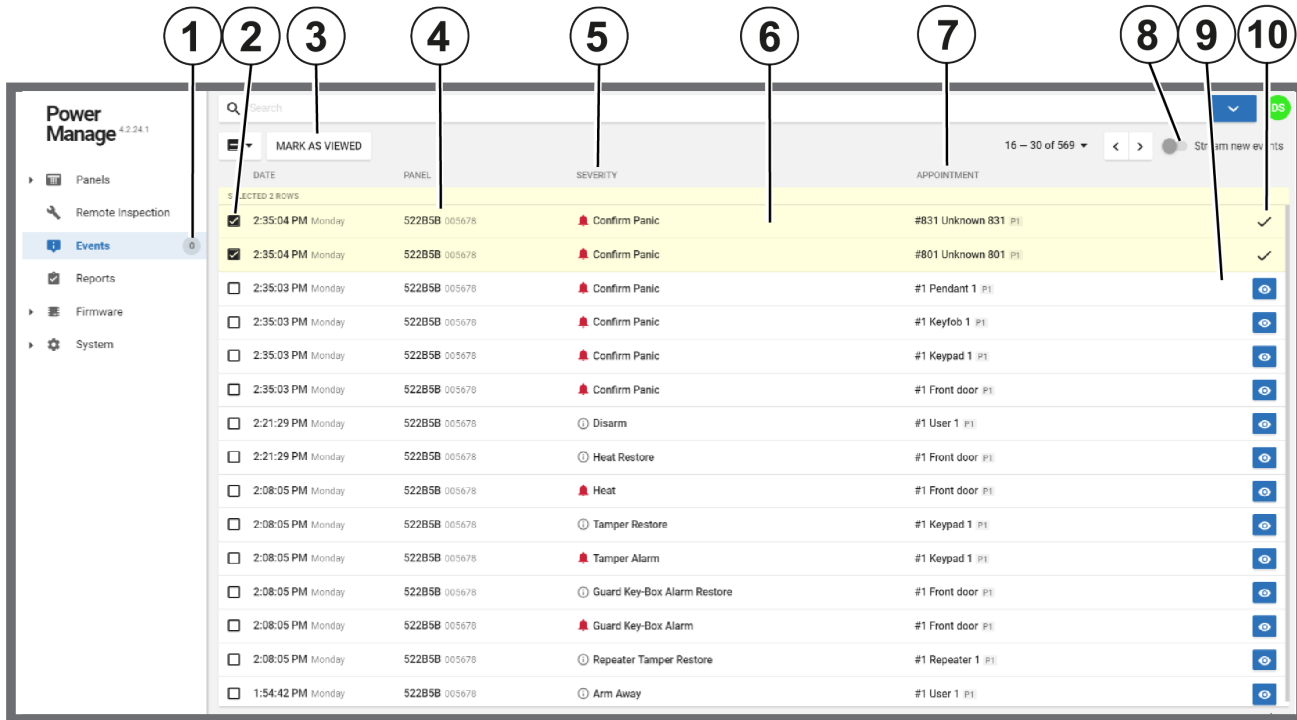 1 2 3 4 5 6 7 8 9 10
Power
Manage 4.2.24.1
Search
DS
MARK AS VIEWED 16 – 30 of 569 Stream new events
Panels
Remote Inspection
Events 0
Reports
Firmware
System
DATE PANEL SEVERITY APPOINTMENT
SELECTED 2 ROWS
2:35:04 PM Monday 522B5B 005678 Confirm Panic #831 Unknown 831 P1
2:35:04 PM Monday 522B5B 005678 Confirm Panic #801 Unknown 801 P1
2:35:03 PM Monday 522B5B 005678 Confirm Panic #1 Pendant 1 P1
2:35:03 PM Monday 522B5B 005678 Confirm Panic #1 Keyfob 1 P1
2:35:03 PM Monday 522B5B 005678 Confirm Panic #1 Keypad 1 P1
2:35:03 PM Monday 522B5B 005678 Confirm Panic #1 Front door P1
2:21:29 PM Monday 522B5B 005678 Disarm #1 User 1 P1
2:21:29 PM Monday 522B5B 005678 Heat Restore #1 Front door P1
2:08:05 PM Monday 522B5B 005678 Heat #1 Front door P1
2:08:05 PM Monday 522B5B 005678 Tamper Restore #1 Keypad 1 P1
2:08:05 PM Monday 522B5B 005678 Tamper Alarm #1 Keypad 1 P1
2:08:05 PM Monday 522B5B 005678 Guard Key-Box Alarm Restore #1 Front door P1
2:08:05 PM Monday 522B5B 005678 Guard Key-Box Alarm #1 Front door P1
2:08:05 PM Monday 522B5B 005678 Repeater Tamper Restore #1 Repeater 1 P1
1:54:42 PM Monday 522B5B 005678 Arm Away #1 User 1 P1